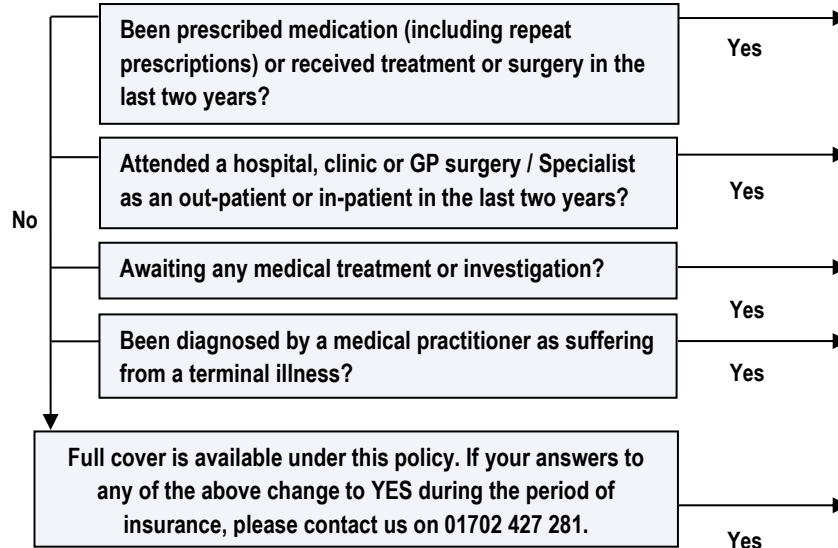 Been prescribed medication (including repeat
prescriptions) or received treatment or surgery in the
last two years?
Yes
Attended a hospital, clinic or GP surgery / Specialist
as an out-patient or in-patient in the last two years?
Yes
No
Awaiting any medical treatment or investigation?
Yes
Been diagnosed by a medical practitioner as suffering
from a terminal illness?
Yes
Full cover is available under this policy. If your answers to
any of the above change to YES during the period of
insurance, please contact us on 01702 427 281.
Yes